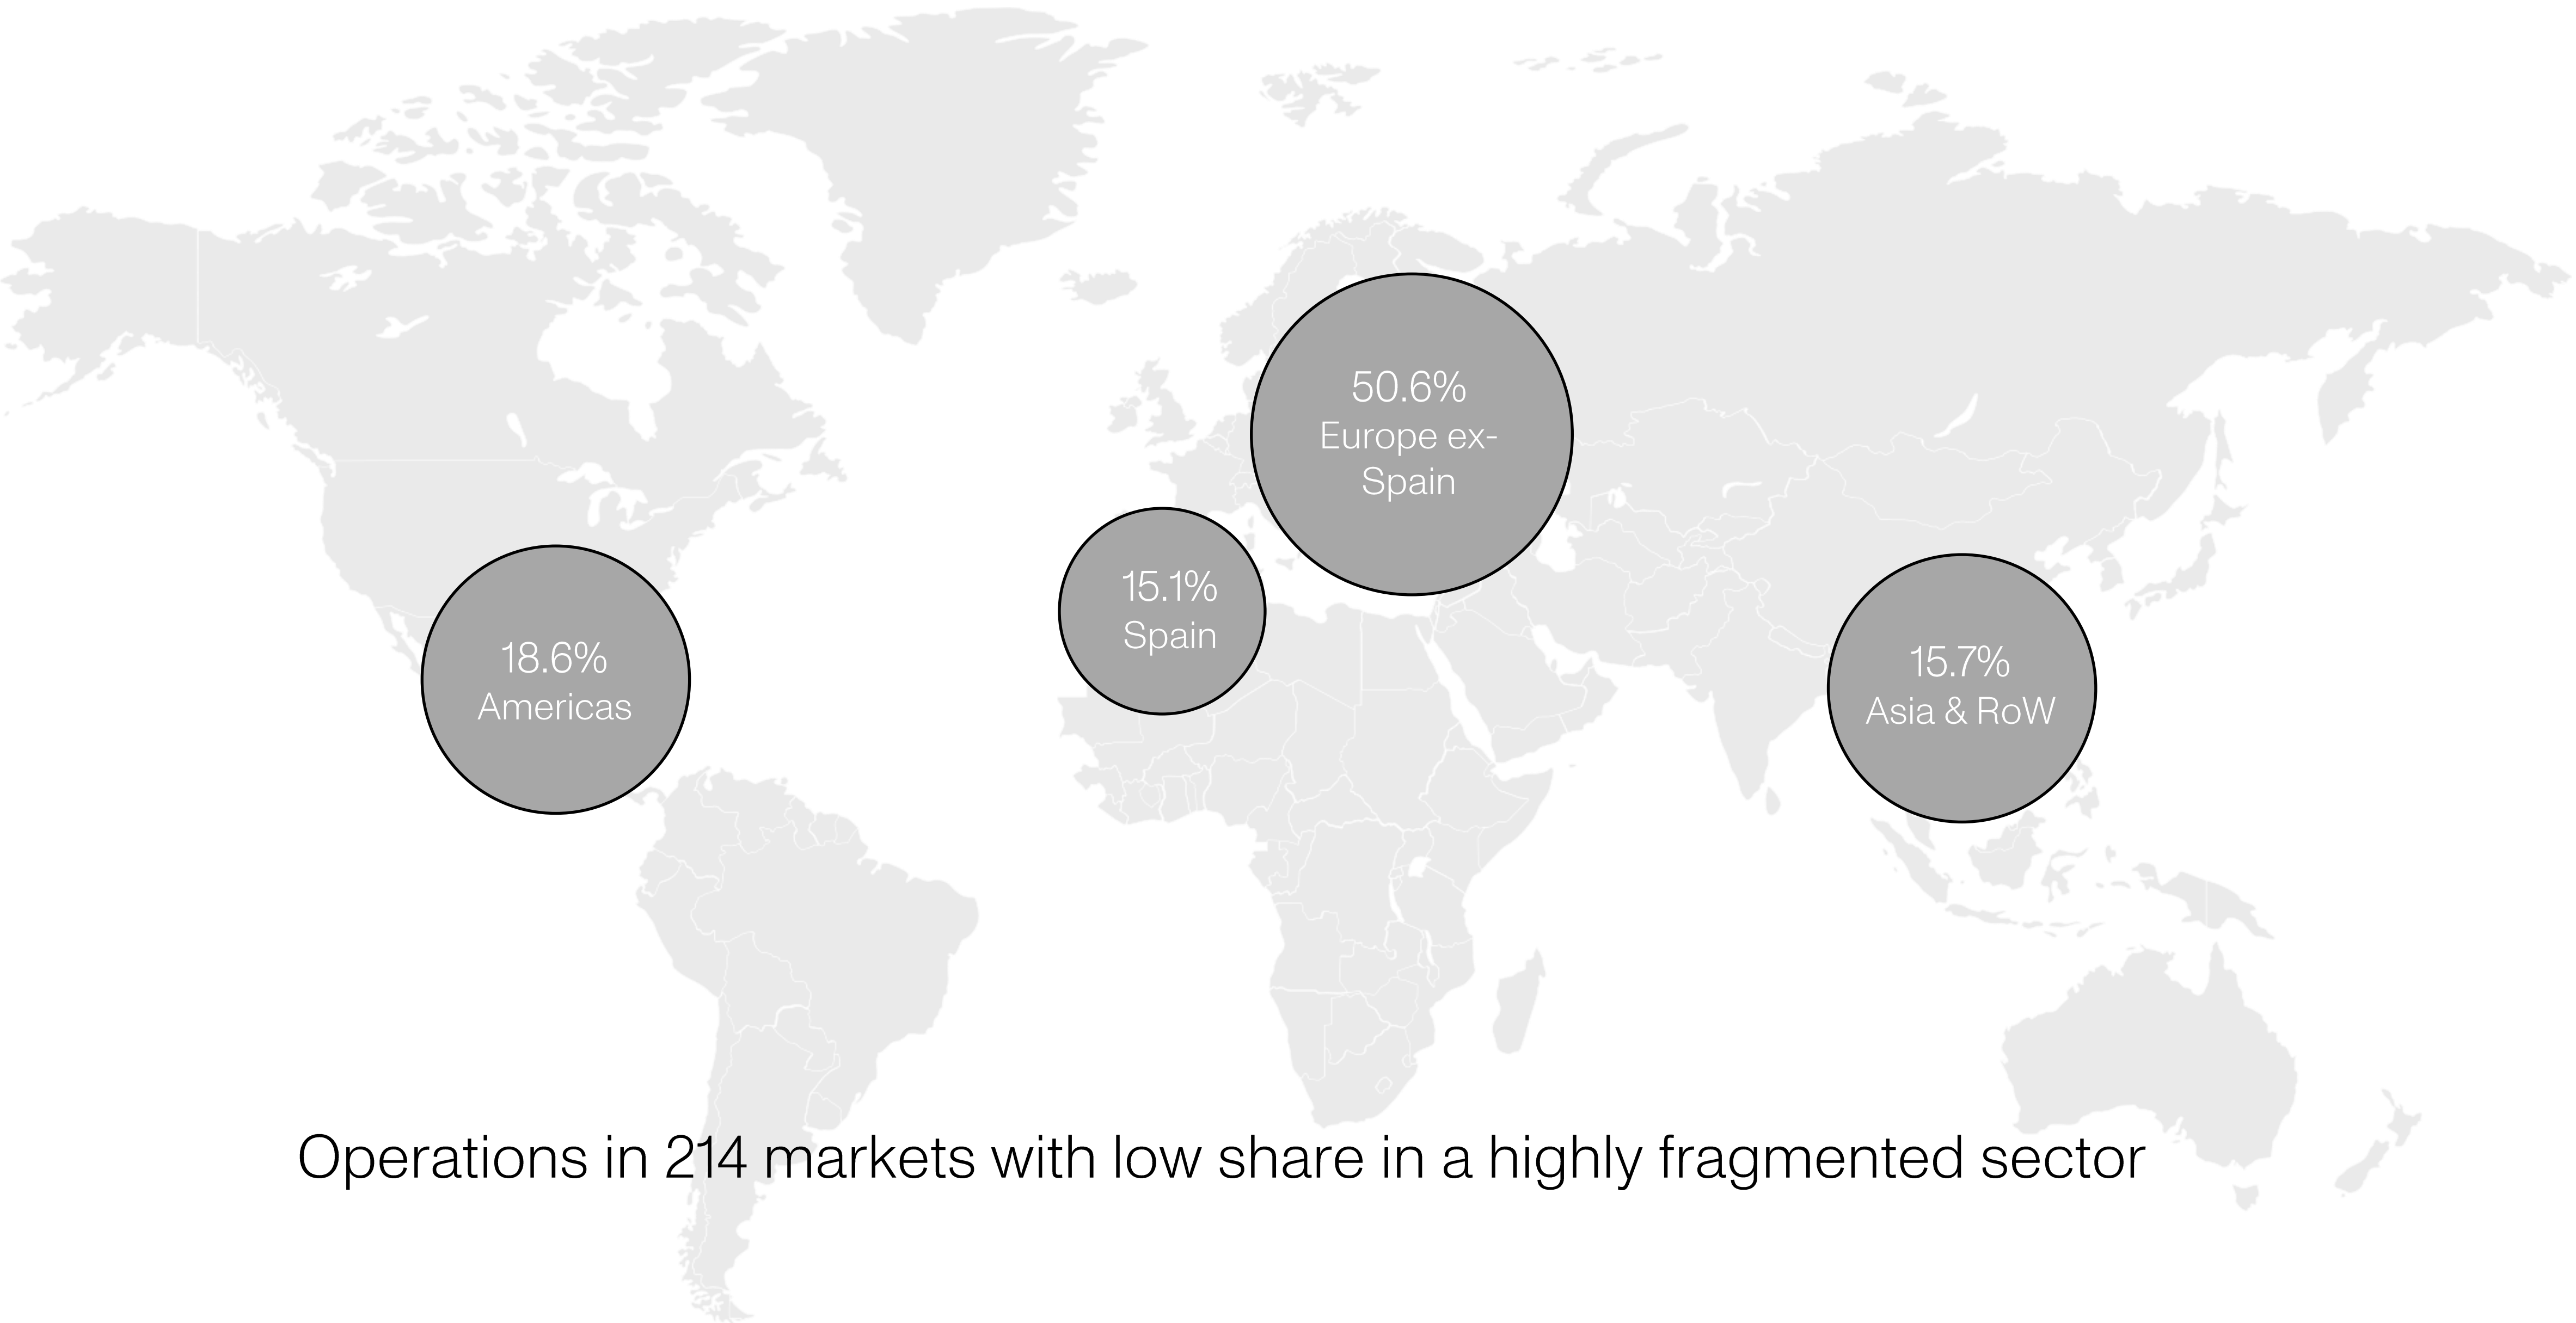 50.6%
Europe ex-
Spain
15.1%
Spain
18.6%
Americas
15.7%
Asia & RoW
Operations in 214 markets with low share in a highly fragmented sector